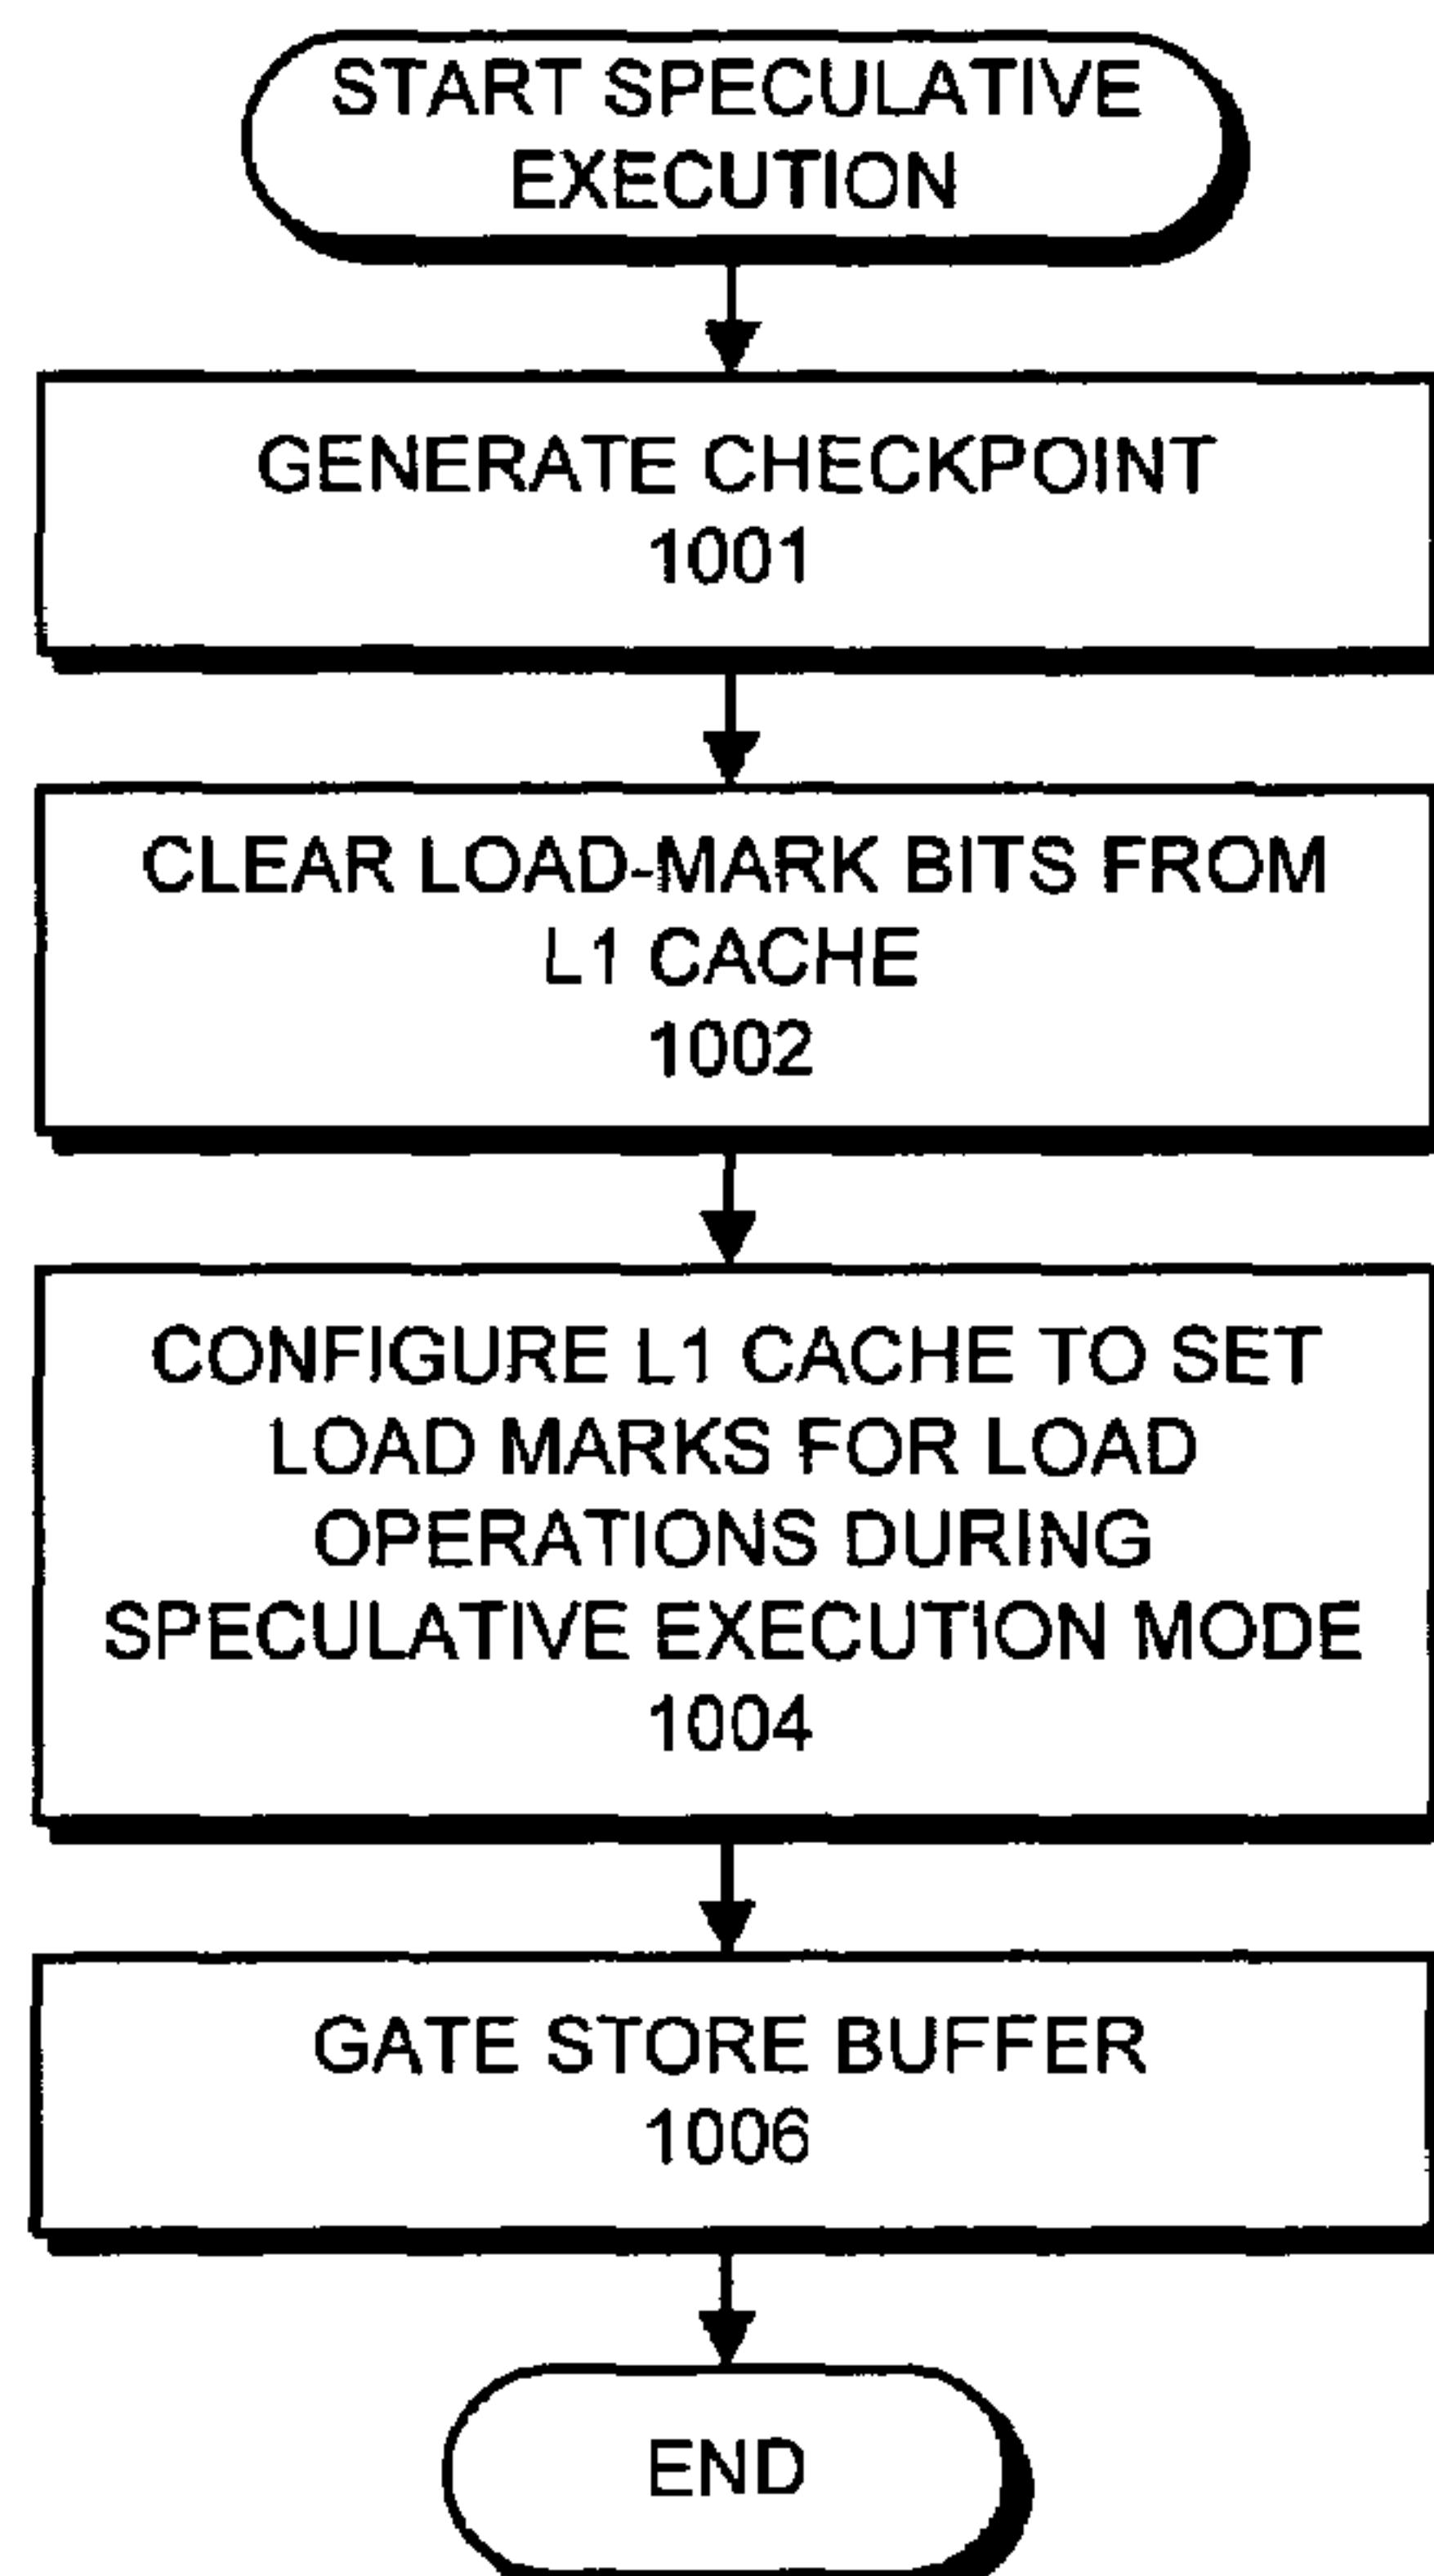 START SPECULATIVE
EXECUTION
GENERATE CHECKPOINT
1001
CLEAR LOAD-MARK BITS FROM
L1 CACHE
1002
CONFIGURE L1 CACHE TO SET
LOAD MARKS FOR LOAD
OPERATIONS DURING
SPECULATIVE EXECUTION MODE
1004
GATE STORE BUFFER
1006
END